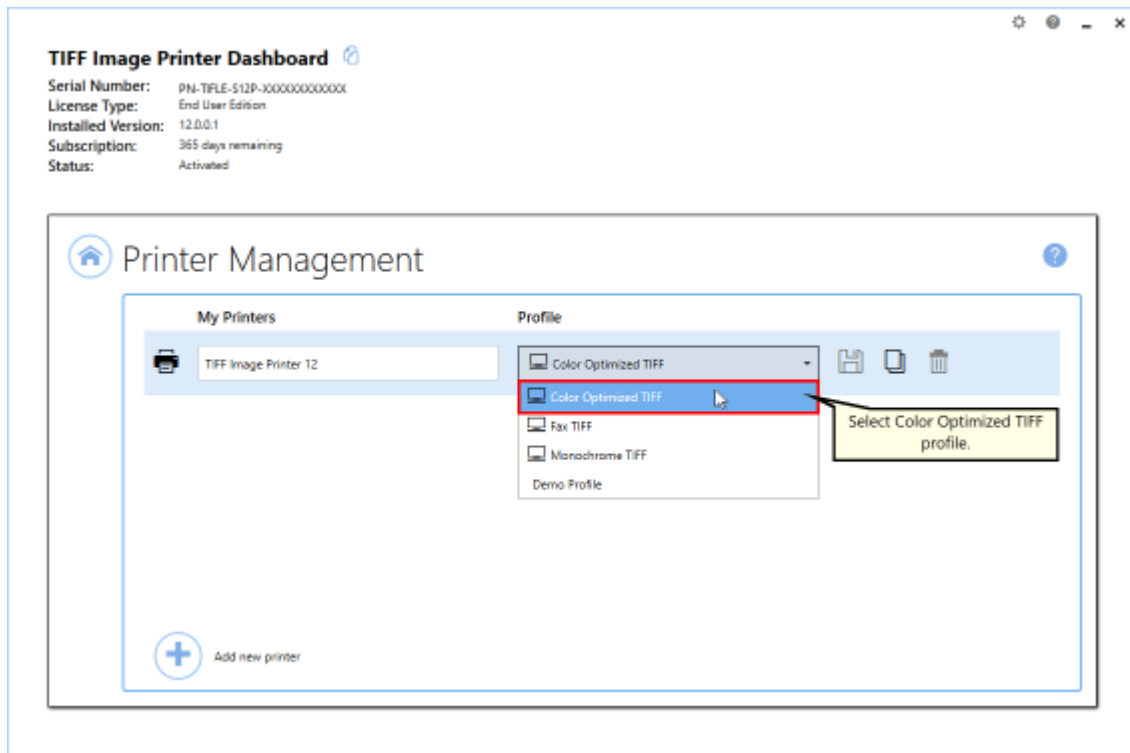 TIFF Image Printer Dashboard
Serial Number: PN-TIFLE-S12P-XXXXXXXXXXXX
License Type: End User Edition
Installed Version: 12.0.0.1
Subscription: 365 days remaining
Status: Activated
Printer Management
My Printers Profile
TIFF Image Printer 12 Color Optimized TIFF
Color Optimized TIFF
Fax TIFF
Monochrome TIFF
Demo Profile
Select Color Optimized TIFF
profile.
Add new printer